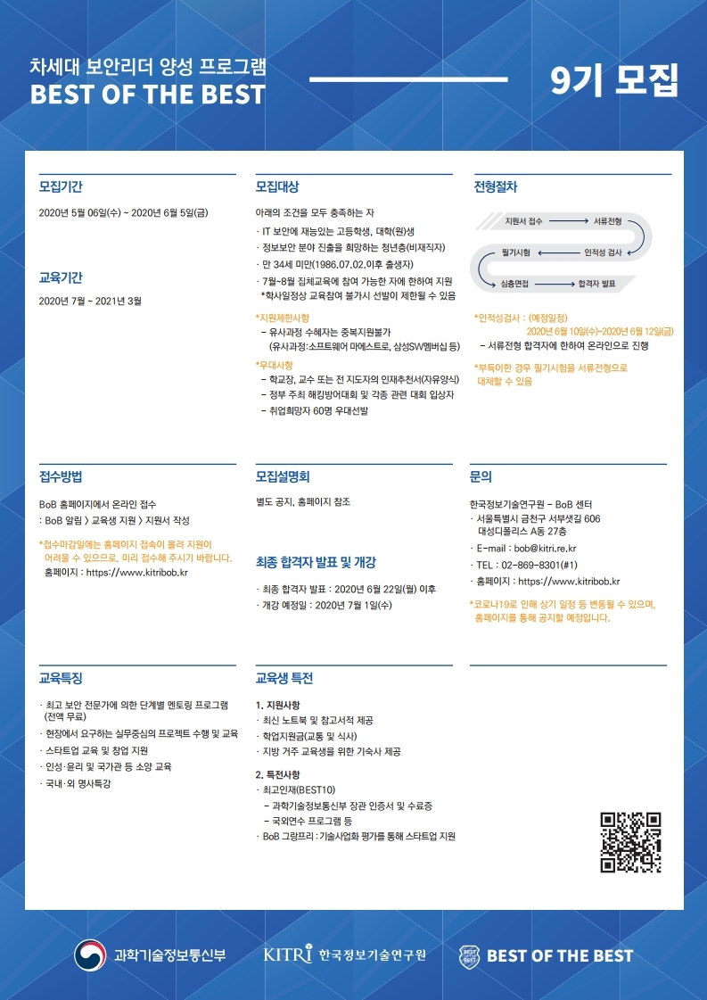 차세대 보안리더 양성 프로그램
BEST OF THE BEST
9기 모집
모집기간
2020년 5월 06일(수) ~ 2020년 6월 5일(금)
교육기간
2020년 7월 ~ 2021년 3월
모집대상
아래의 조건을 모두 충족하는 자
· IT 보안에 재능있는 고등학생, 대학(원)생
· 정보보안 분야 진출을 희망하는 청년층(비재직자)
· 만 34세 미만(1986.07.02.이후 출생자)
· 7월~8월 집체교육에 참여 가능한 자에 한하여 지원
*학사일정상 교육참여 불가시 선발이 제한될 수 있음
*지원제한사항
– 유사과정 수혜자는 중복지원불가
(유사과정:소프트웨어 마에스트로, 삼성SW멤버십 등)
*우대사항
– 학교장, 교수 또는 전 지도자의 인재추천서(자유양식)
– 정부 주최 해킹방어대회 및 각종 관련 대회 입상자
– 취업희망자 60명 우대선발
전형절차
지원서 접수
서류전형
필기시험
인적성 검사
심층면접
합격자 발표
*인적성검사 : (예정일정)
2020년 6월 10일(수)~2020년 6월 12일(금)
– 서류전형 합격자에 한하여 온라인으로 진행
*부득이한 경우 필기시험을 서류전형으로
대체할 수 있음
접수방법
BoB 홈페이지에서 온라인 접수
: BoB 알림 > 교육생 지원 > 지원서 작성
*접수마감일에는 홈페이지 접속이 몰려 지원이
어려울 수 있으므로, 미리 접수해 주시기 바랍니다.
홈페이지 : https://www.kitribob.kr
모집설명회
별도 공지, 홈페이지 참조
최종 합격자 발표 및 개강
· 최종 합격자 발표 : 2020년 6월 22일(월) 이후
· 개강 예정일 : 2020년 7월 1일(수)
문의
한국정보기술연구원 – BoB 센터
· 서울특별시 금천구 서부샛길 606
대성디폴리스 A동 27층
· E-mail : bob@kitri.re.kr
· TEL : 02-869-8301(#1)
· 홈페이지 : https://www.kitribob.kr
*코로나19로 인해 상기 일정 등 변동될 수 있으며,
홈페이지를 통해 공지할 예정입니다.
교육특징
· 최고 보안 전문가에 의한 단계별 멘토링 프로그램
(전액 무료)
· 현장에서 요구하는 실무중심의 프로젝트 수행 및 교육
· 스타트업 교육 및 창업 지원
· 인성·윤리 및 국가관 등 소양 교육
· 국내·외 명사특강
교육생 특전
1. 지원사항
· 최신 노트북 및 참고서적 제공
· 학업지원금(교통 및 식사)
· 지방 거주 교육생을 위한 기숙사 제공
2. 특전사항
· 최고인재(BEST10)
– 과학기술정보통신부 장관 인증서 및 수료증
– 국외연수 프로그램 등
· BoB 그랑프리 : 기술사업화 평가를 통해 스타트업 지원
과학기술정보통신부
KITRI 한국정보기술연구원
BEST OF THE BEST
BEST OF THE BEST